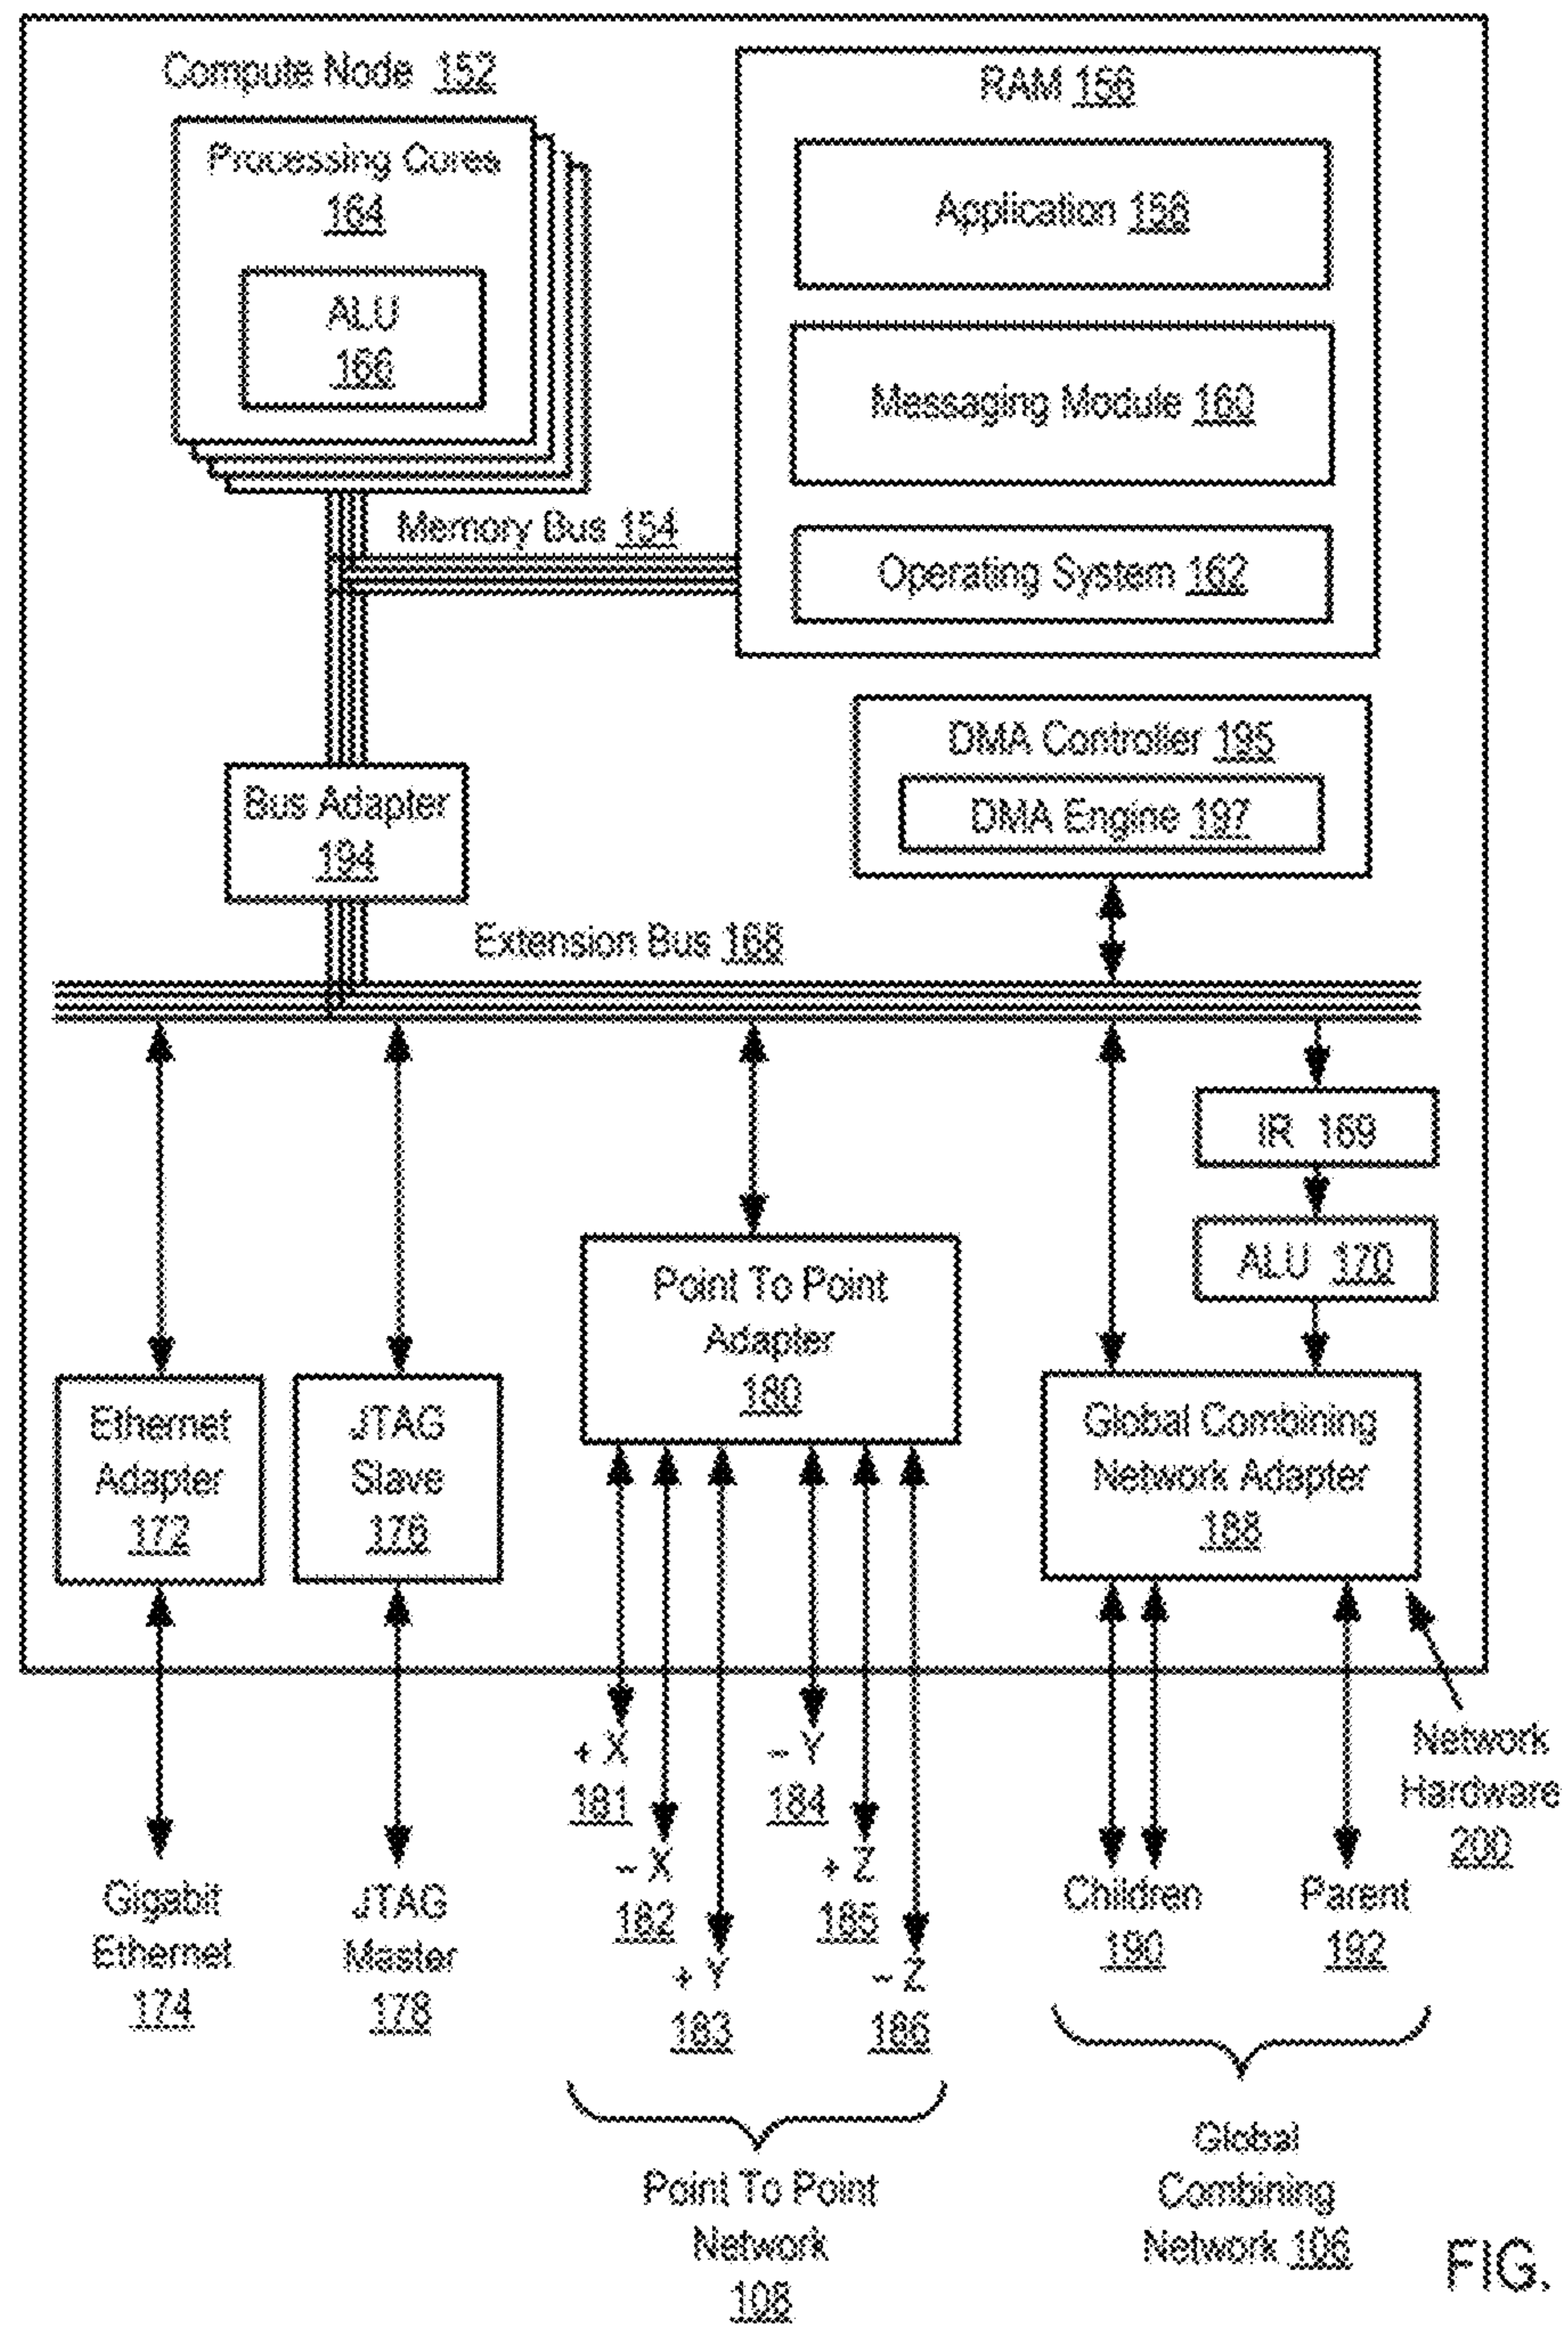 Compute Node 152
Processing Cores
164
ALU
166
RAM 156
Application 158
Messaging Module 160
Operating System 162
Memory Bus 154
DMA Controller 195
DMA Engine 197
Bus Adapter
194
Extension Bus 168
IR 169
ALU 170
Point To Point
Adapter
180
Ethernet
Adapter
172
JTAG
Slave
176
Global Combining
Network Adapter
188
+ X
181
- X
182
+ Y
183
- Y
184
+ Z
185
- Z
186
Gigabit
Ethernet
174
JTAG
Master
178
Children
190
Parent
192
Network
Hardware
200
Point To Point
Network
108
Global
Combining
Network 106
FIG.